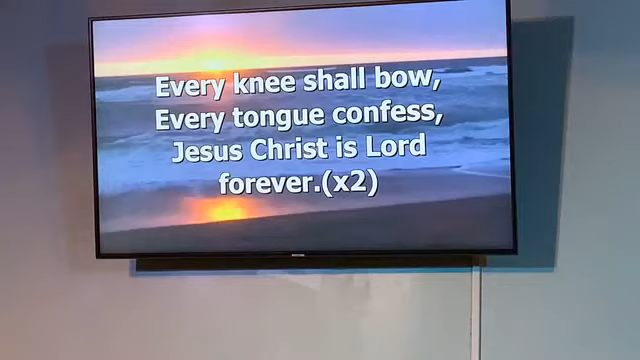 Every knee shall bow,
Every tongue confess,
Jesus Christ is Lord
forever.(x2)